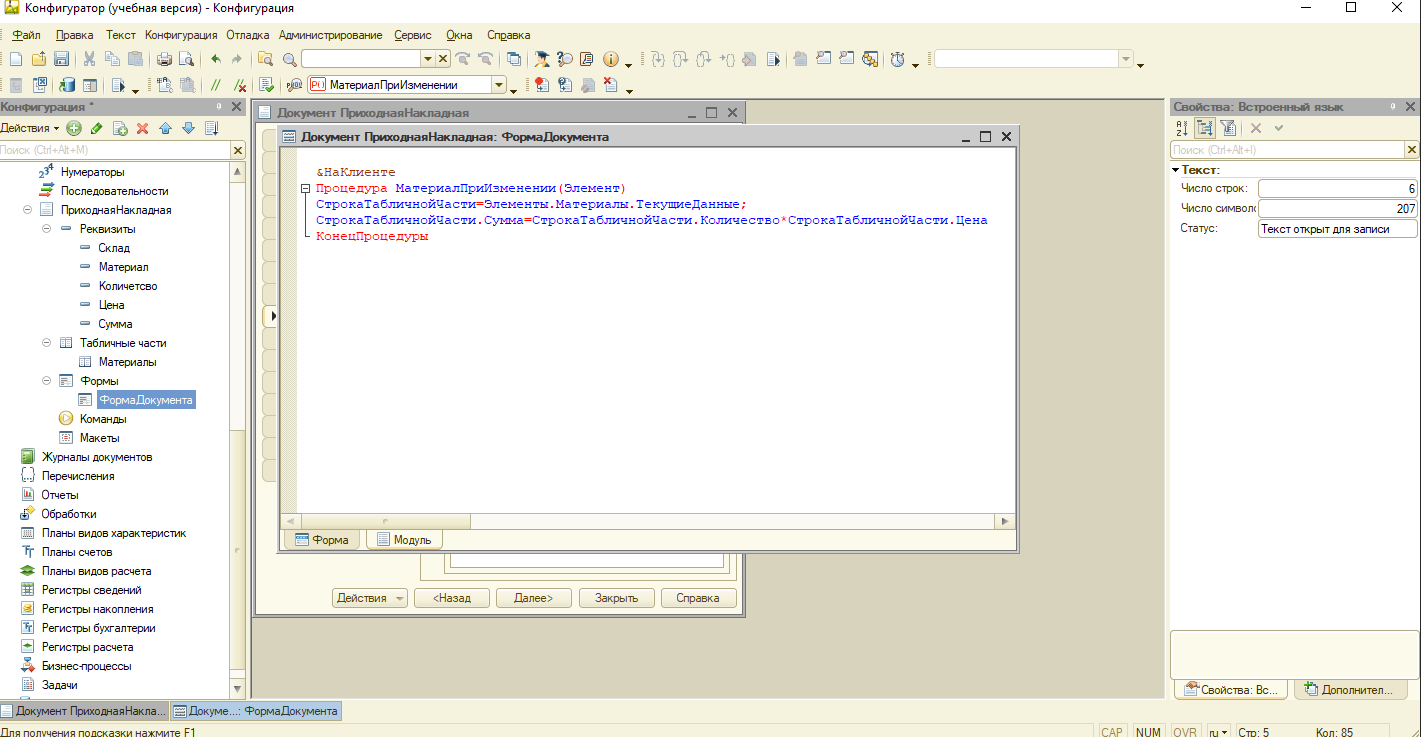 Конфигуратор (учебная версия) - Конфигурация
Файл Правка Текст Конфигурация Отладка Администрирование Сервис Окна Справка
МатериалПриИзменении
Конфигурация *
Действия
Поиск (Ctrl+Alt+M)
Нумераторы
Последовательности
ПриходнаяНакладная
Реквизиты
Склад
Материал
Количетсво
Цена
Сумма
Табличные части
Материалы
Формы
ФормаДокумента
Команды
Макеты
Журналы документов
Перечисления
Отчеты
Обработки
Планы видов характеристик
Планы счетов
Планы видов расчета
Регистры сведений
Регистры накопления
Регистры бухгалтерии
Регистры расчета
Бизнес-процессы
Задачи
Документ ПриходнаяНакладная
Документ ПриходнаяНакладная: ФормаДокумента
&НаКлиенте
Процедура МатериалПриИзменении(Элемент)
СтрокаТабличнойЧасти=Элементы.Материалы.ТекущиеДанные;
СтрокаТабличнойЧасти.Сумма=СтрокаТабличнойЧасти.Количество*СтрокаТабличнойЧасти.Цена
КонецПроцедуры
Форма Модуль
Действия <Назад Далее> Закрыть Справка
Свойства: Встроенный язык
Поиск (Ctrl+Alt+I)
Текст:
Число строк: 6
Число символо 207
Статус: Текст открыт для записи
Свойства: Вс... Дополнител...
Документ ПриходнаяНакла... Докуме...: ФормаДокумента
Для получения подсказки нажмите F1 CAP NUM OVR ru Стр: 5 Кол: 85